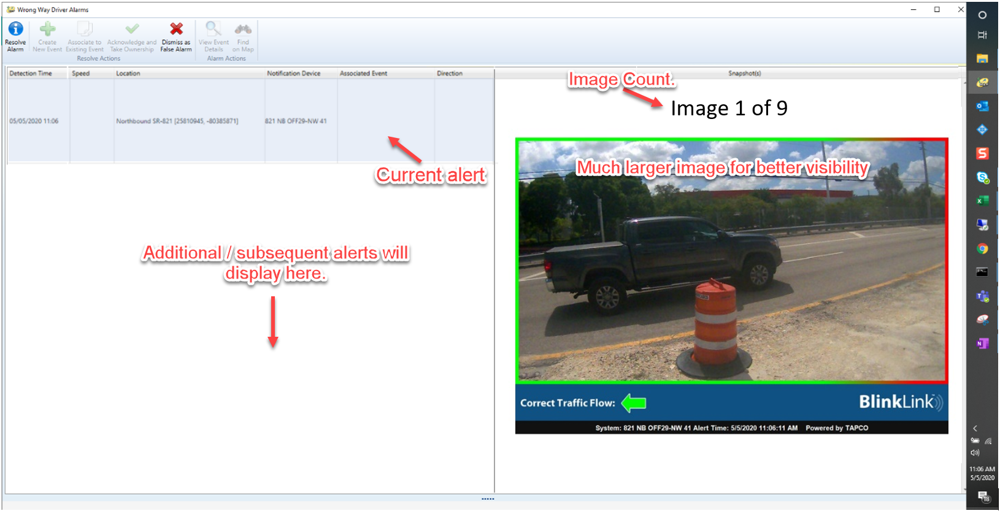 Wrong Way Driver Alarms
Resolve Alarm
Create New Event
Associate to Existing Event
Acknowledge and Take Ownership
Dismiss as False Alarm
View Event Details
Find on Map
Resolve Actions
Alarm Actions
Detection Time Speed Location Notification Device Associated Event Direction Snapshot(s)
Image Count.
Image 1 of 9
05/05/2020 11:06 Northbound SR-821 [25810945, -80385871] 821 NB OFF29-NW 41
Current alert
Much larger image for better visibility
Additional / subsequent alerts will
display here.
Correct Traffic Flow:
BlinkLink
System: 821 NB OFF29-NW 41 Alert Time: 5/5/2020 11:06:11 AM Powered by TAPCO
11:06 AM
5/5/2020
18